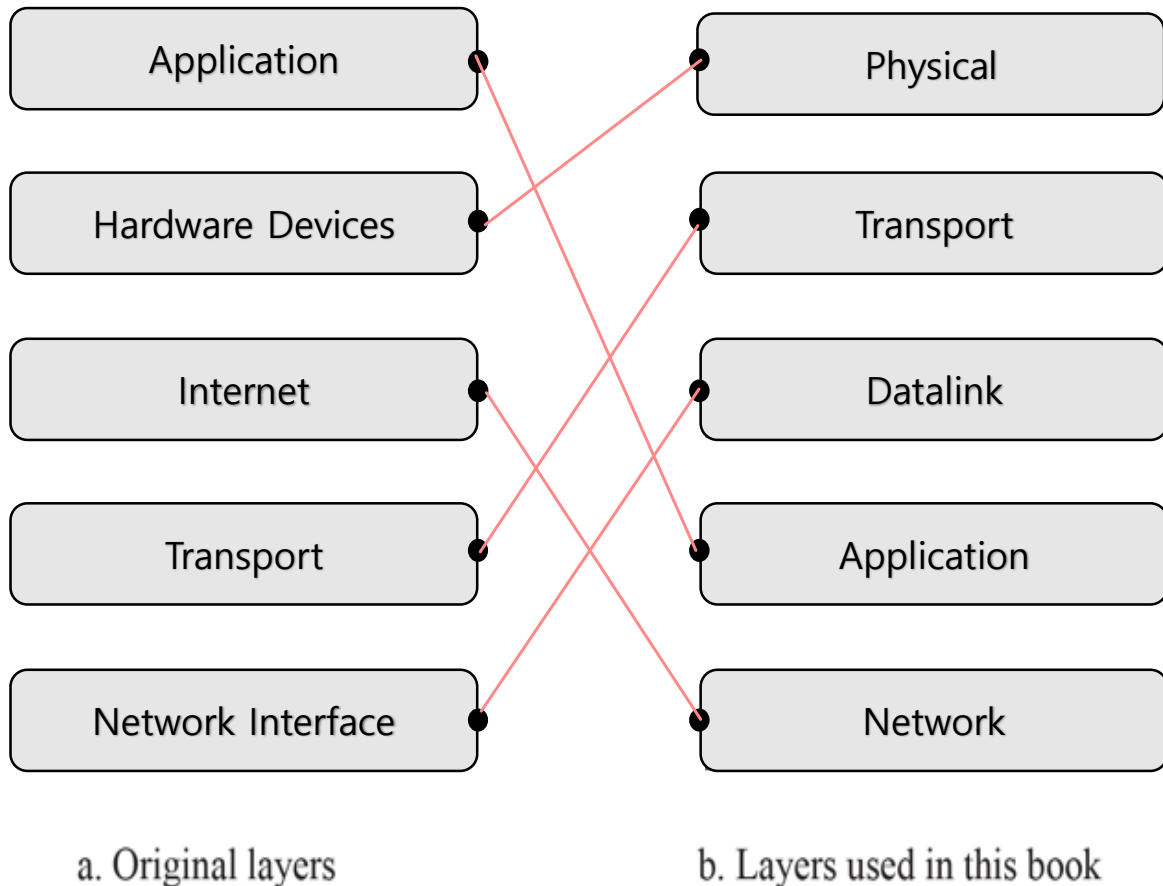 Application
Physical
Hardware Devices
Transport
Internet
Datalink
Transport
Application
Network Interface
Network
a. Original layers
b. Layers used in this book